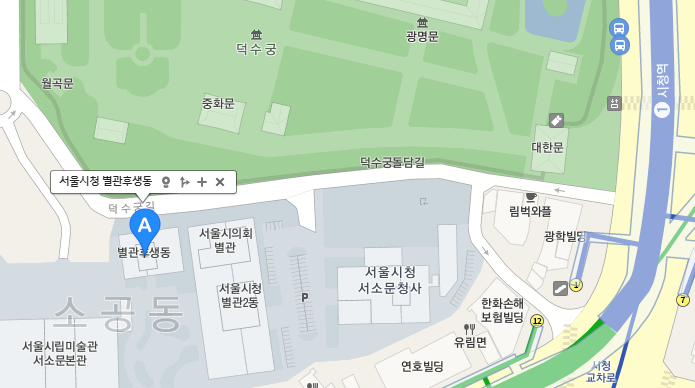 덕수궁
광명문
월곡문
중화문
시청역
1
대한문
덕수궁돌담길
서울시청 별관후생동
덕수궁길
A
림벅와플
서울시의회
별관
별관후생동
광학빌딩
서울시청
서소문청사
1
서울시청
별관2동
P
7
한화손해
보험빌딩
12
소공동
유림면
서울시립미술관
서소문본관
연호빌딩
시청
교차로